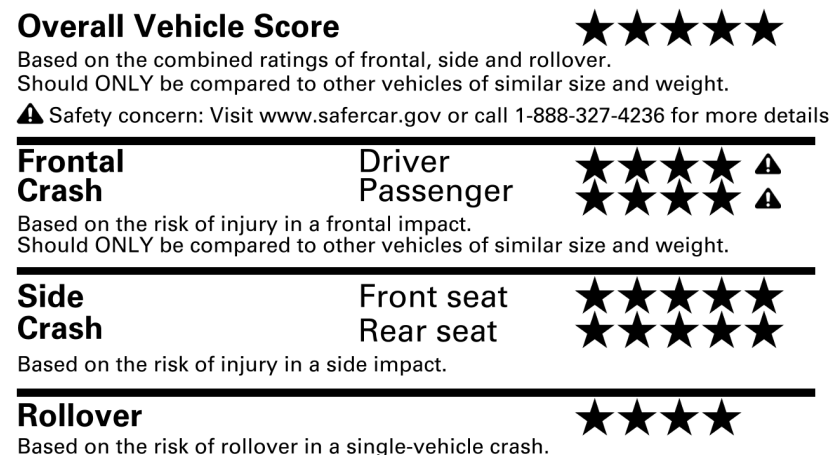 Overall Vehicle Score ★★★★★
Based on the combined ratings of frontal, side and rollover.
Should ONLY be compared to other vehicles of similar size and weight.
⚠ Safety concern: Visit www.safercar.gov or call 1-888-327-4236 for more details
Frontal Driver ★★★★ ⚠
Crash Passenger ★★★★ ⚠
Based on the risk of injury in a frontal impact.
Should ONLY be compared to other vehicles of similar size and weight.
Side Front seat ★★★★★
Crash Rear seat ★★★★★
Based on the risk of injury in a side impact.
Rollover ★★★★
Based on the risk of rollover in a single-vehicle crash.